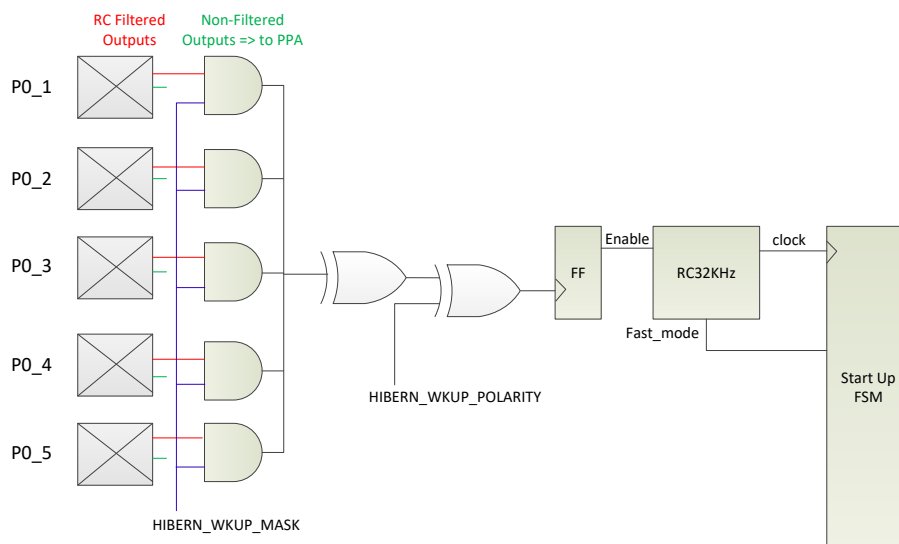 RC Filtered
Outputs
Non-Filtered
Outputs => to PPA
P0_1
P0_2
P0_3
P0_4
P0_5
HIBERN_WKUP_MASK
HIBERN_WKUP_POLARITY
FF
Enable
RC32KHz
clock
Fast_mode
Start Up
FSM